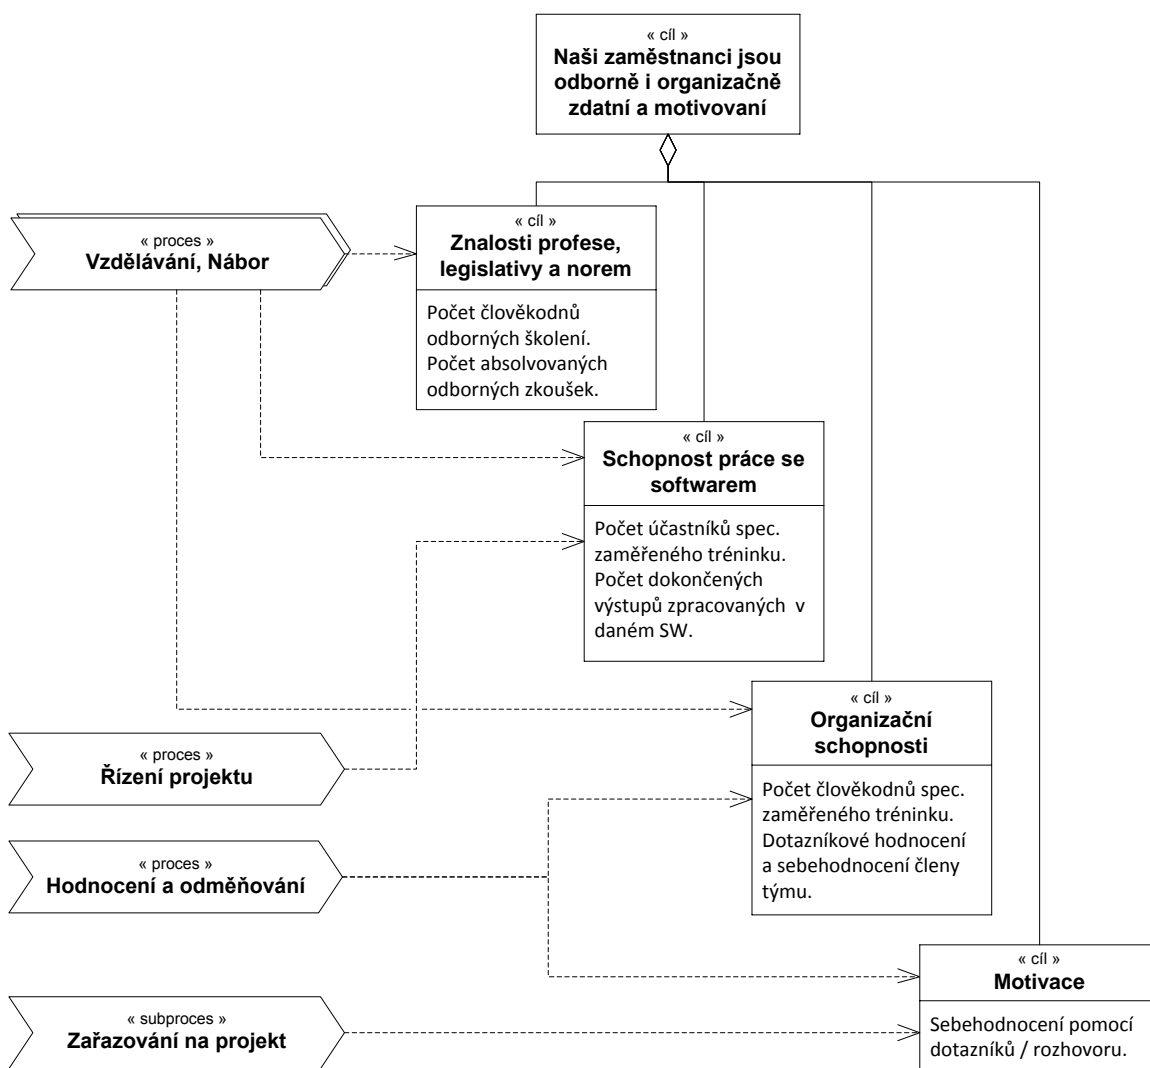 « cíl »
Naši zaměstnanci jsou
odborně i organizačně
zdatní a motivovaní
« proces »
Vzdělávání, Nábor
« cíl »
Znalosti profese,
legislativy a norem
Počet člověkodnů
odborných školení.
Počet absolvovaných
odborných zkoušek.
« cíl »
Schopnost práce se
softwarem
Počet účastníků spec.
zaměřeného tréninku.
Počet dokončených
výstupů zpracovaných v
daném SW.
« cíl »
Organizační
schopnosti
Počet člověkodnů spec.
zaměřeného tréninku.
Dotazníkové hodnocení
a sebehodnocení členy
týmu.
« proces »
Řízení projektu
« proces »
Hodnocení a odměňování
« cíl »
Motivace
Sebehodnocení pomocí
dotazníků / rozhovoru.
« subproces »
Zařazování na projekt